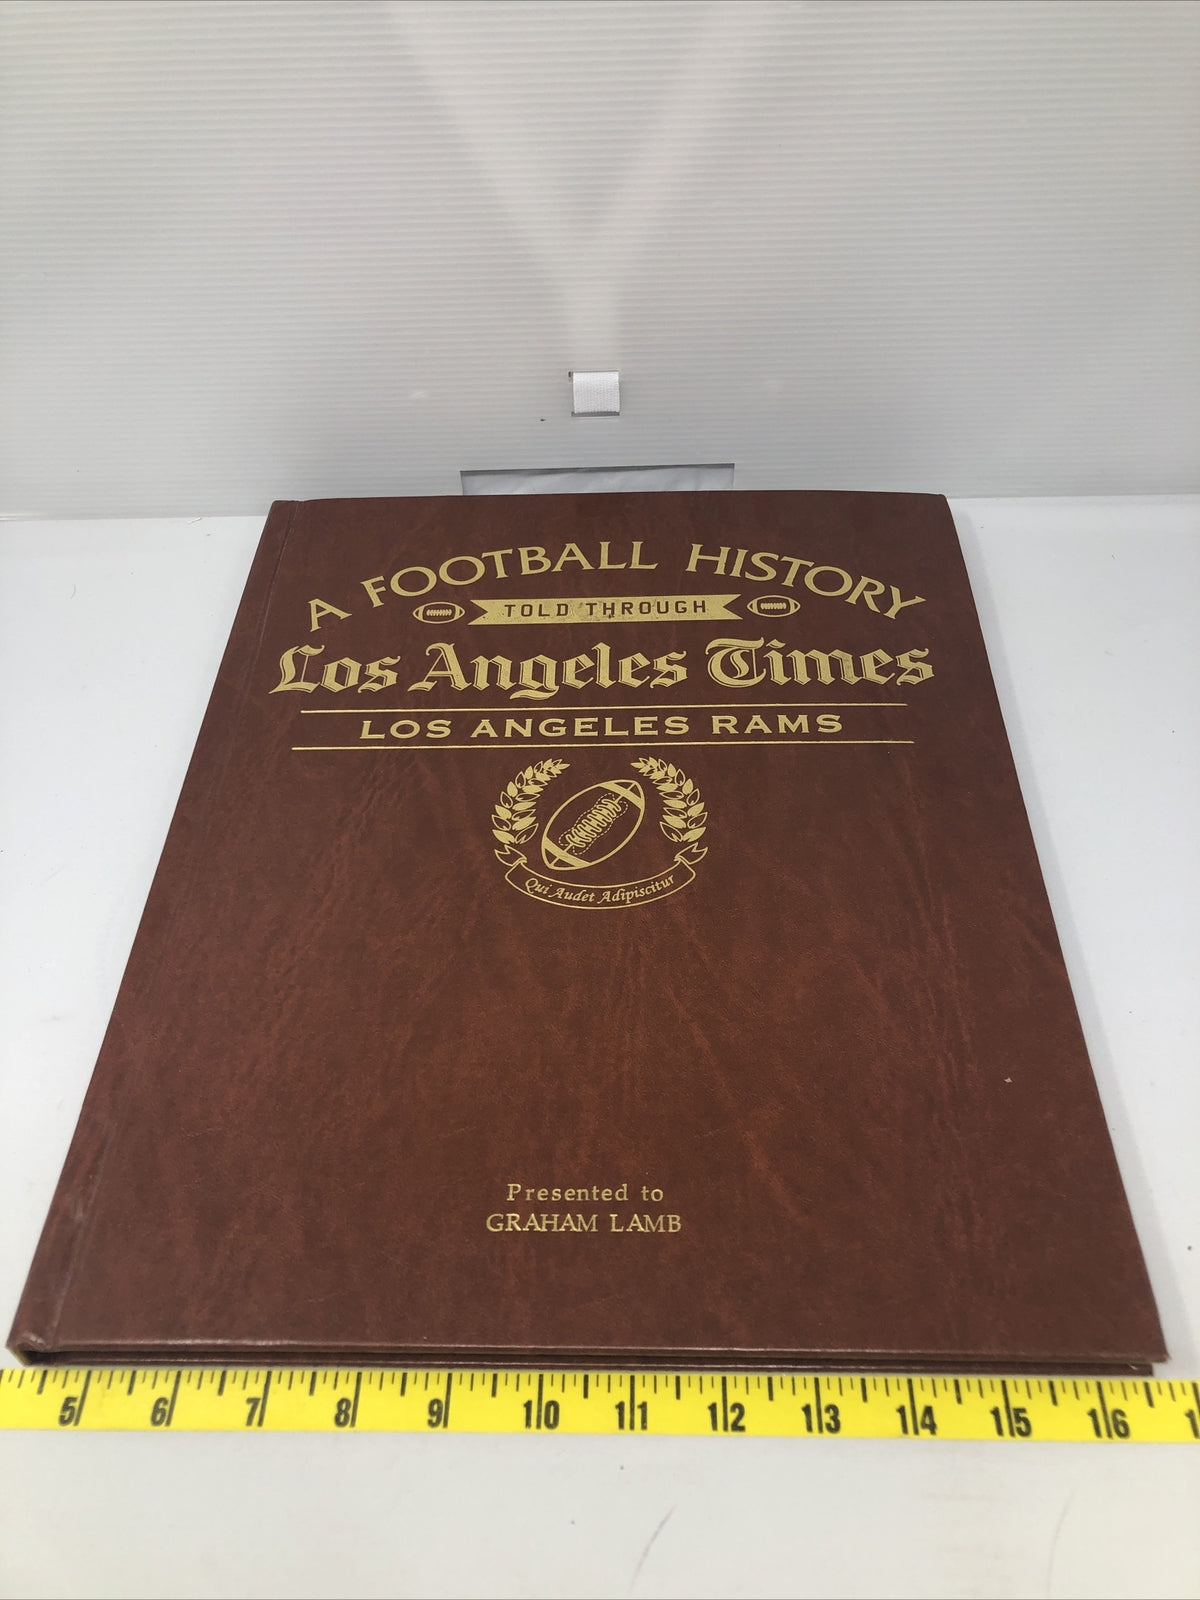 A FOOTBALL HISTORY
TOLD THROUGH
Los Angeles Times
LOS ANGELES RAMS
Qui Audet Adipiscitur
Presented to
GRAHAM LAMB
5 6 7 8 9 10 11 12 13 14 15 16